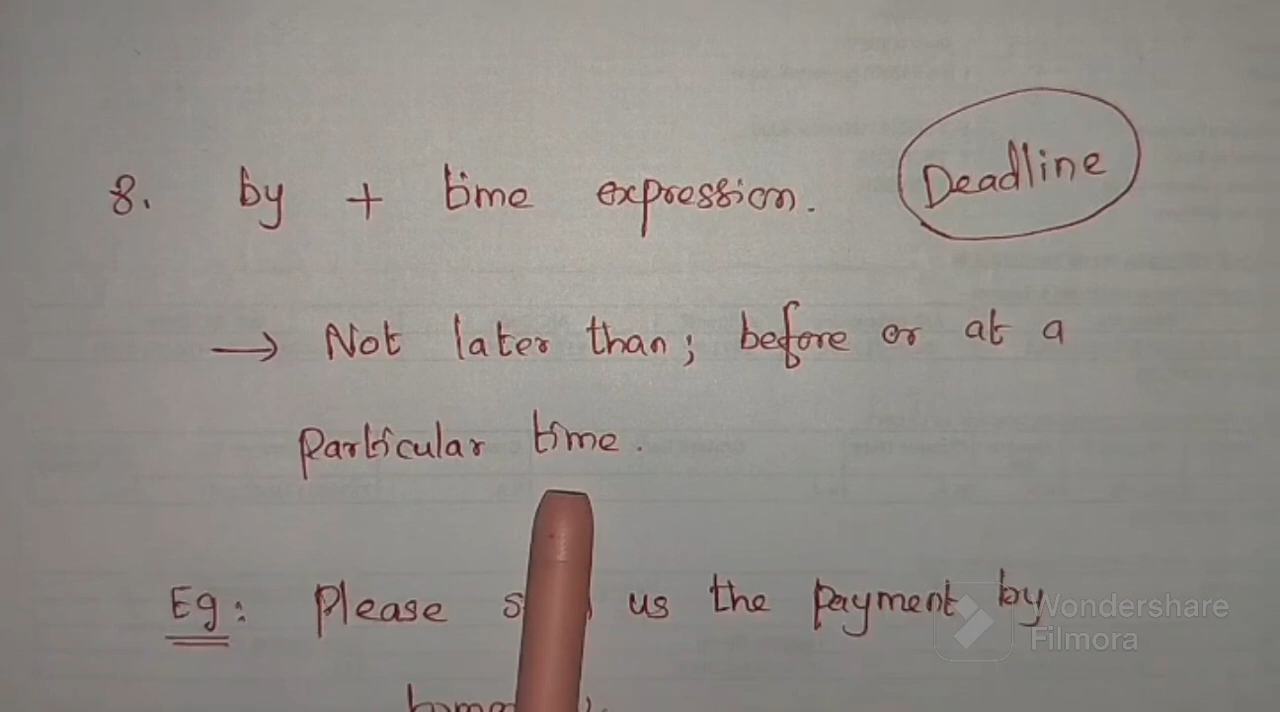 8. by + time expression. Deadline
→ Not later than; before or at a
particular time.
Eg: Please us the payment by
Wondershare
Filmora